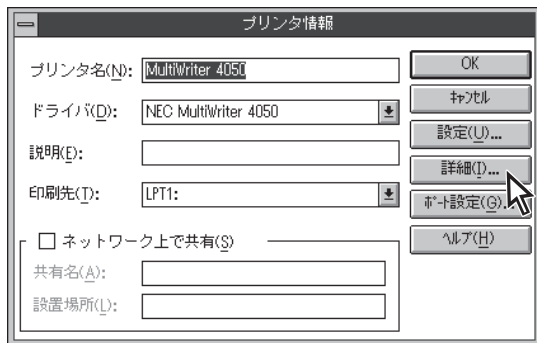 プリンタ情報
プリンタ名(N): MultiWriter 4050
ドライバ(D): NEC MultiWriter 4050
説明(E):
印刷先(T): LPT1:
ネットワーク上で共有(S)
共有名(A):
設置場所(L):
OK
ｷｬﾝｾﾙ
設定(U)...
詳細(I)...
ﾎﾟｰﾄ設定(G)...
ﾍﾙﾌﾟ(H)